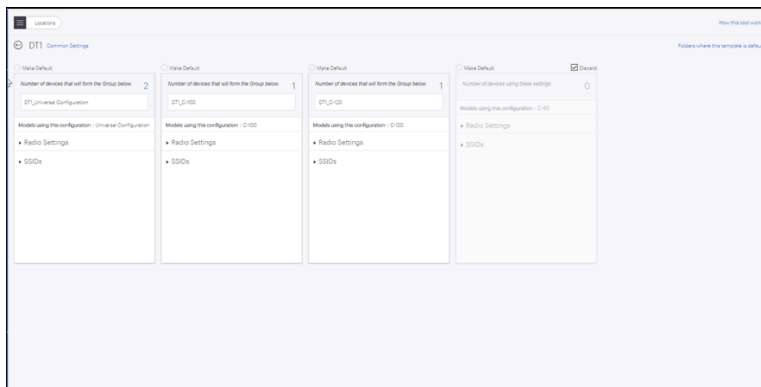 Locations
How this tool work
DT1 Common Settings
Folders where this template is defau
Make Default
Make Default
Make Default
Make Default
Discard
Number of devices that will form the Group below. 2
Number of devices that will form the Group below. 1
Number of devices that will form the Group below. 1
Number of devices using these settings. 0
DT1_Universal Configuration
DT1_C-100
DT1_C-120
Models using this configuration : Universal Configuration
Models using this configuration : C-100
Models using this configuration : C-120
Models using this configuration : C-60
Radio Settings
Radio Settings
Radio Settings
Radio Settings
SSIDs
SSIDs
SSIDs
SSIDs